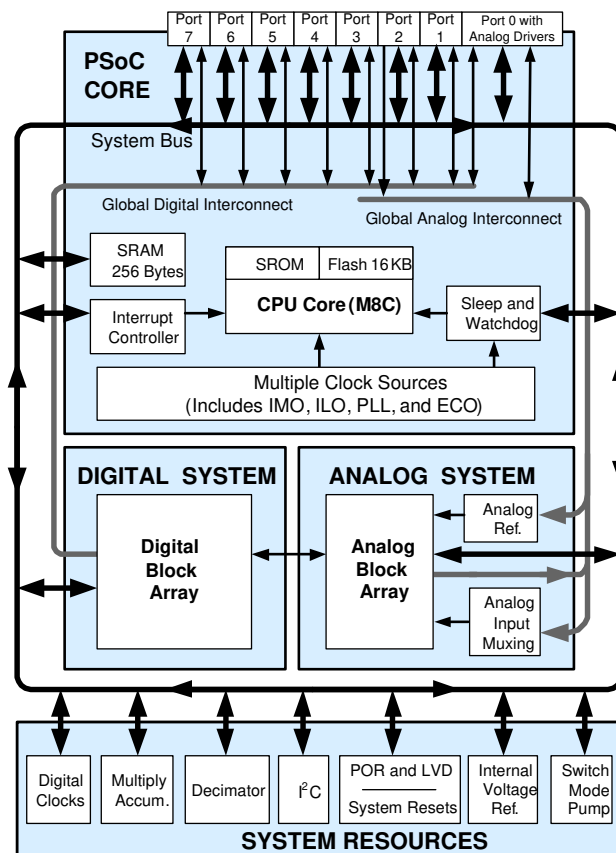 Port 7
Port 6
Port 5
Port 4
Port 3
Port 2
Port 1
Port 0 with
Analog Drivers
PSoC
CORE
System Bus
Global Digital Interconnect
Global Analog Interconnect
SRAM
256 Bytes
SROM
Flash 16 KB
CPU Core (M8C)
Interrupt
Controller
Sleep and
Watchdog
Multiple Clock Sources
(Includes IMO, ILO, PLL, and ECO)
DIGITAL SYSTEM
ANALOG SYSTEM
Digital
Block
Array
Analog
Block
Array
Analog
Ref.
Analog
Input
Muxing
Digital
Clocks
Multiply
Accum.
Decimator
I²C
POR and LVD
System Resets
Internal
Voltage
Ref.
Switch
Mode
Pump
SYSTEM RESOURCES